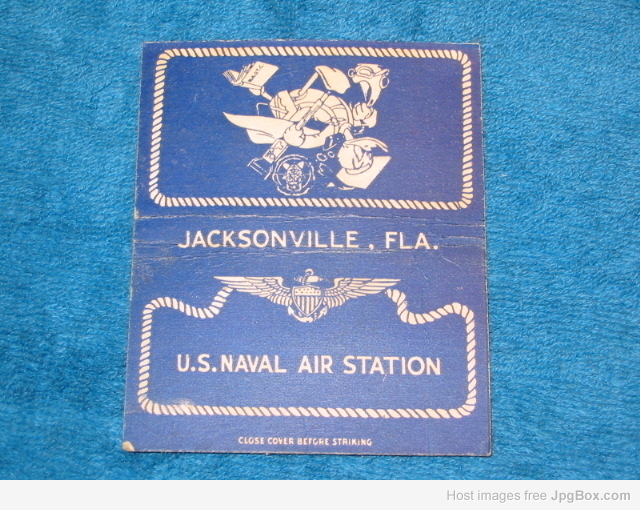 JACKSONVILLE, FLA.
U.S. NAVAL AIR STATION
CLOSE COVER BEFORE STRIKING
Host images free JpgBox.com